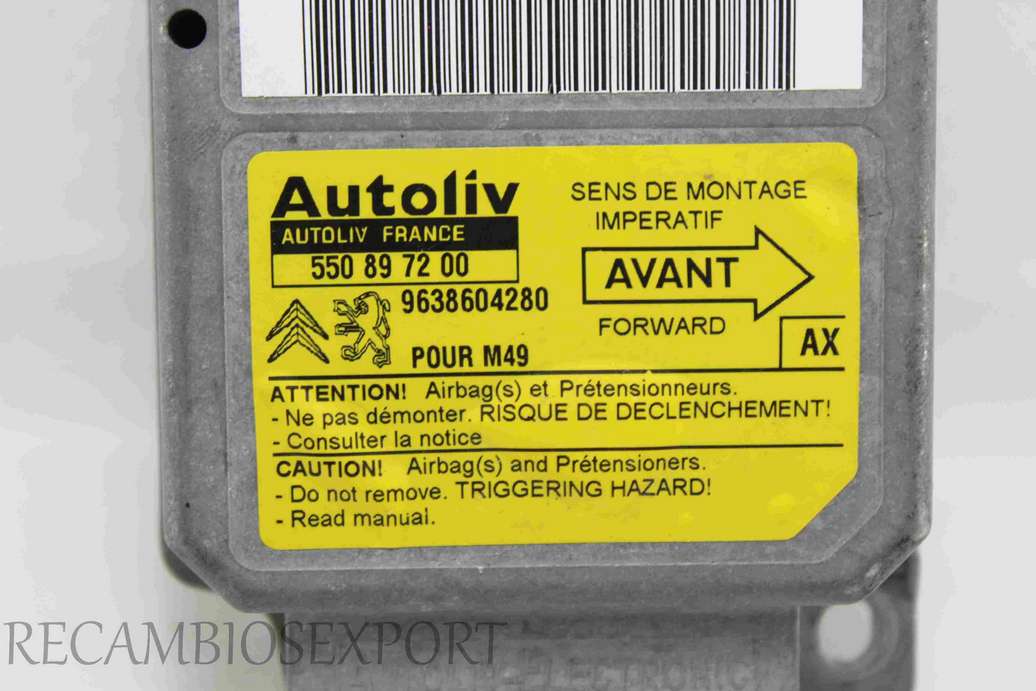 Autoliv
AUTOLIV FRANCE
550 89 72 00
9638604280
POUR M49
SENS DE MONTAGE
IMPERATIF
AVANT
FORWARD
AX
ATTENTION! Airbag(s) et Prétensionneurs.
- Ne pas démonter. RISQUE DE DECLENCHEMENT!
- Consulter la notice
CAUTION! Airbag(s) and Prétensioners.
- Do not remove. TRIGGERING HAZARD!
- Read manual.
RECAMBIOSEXPORT